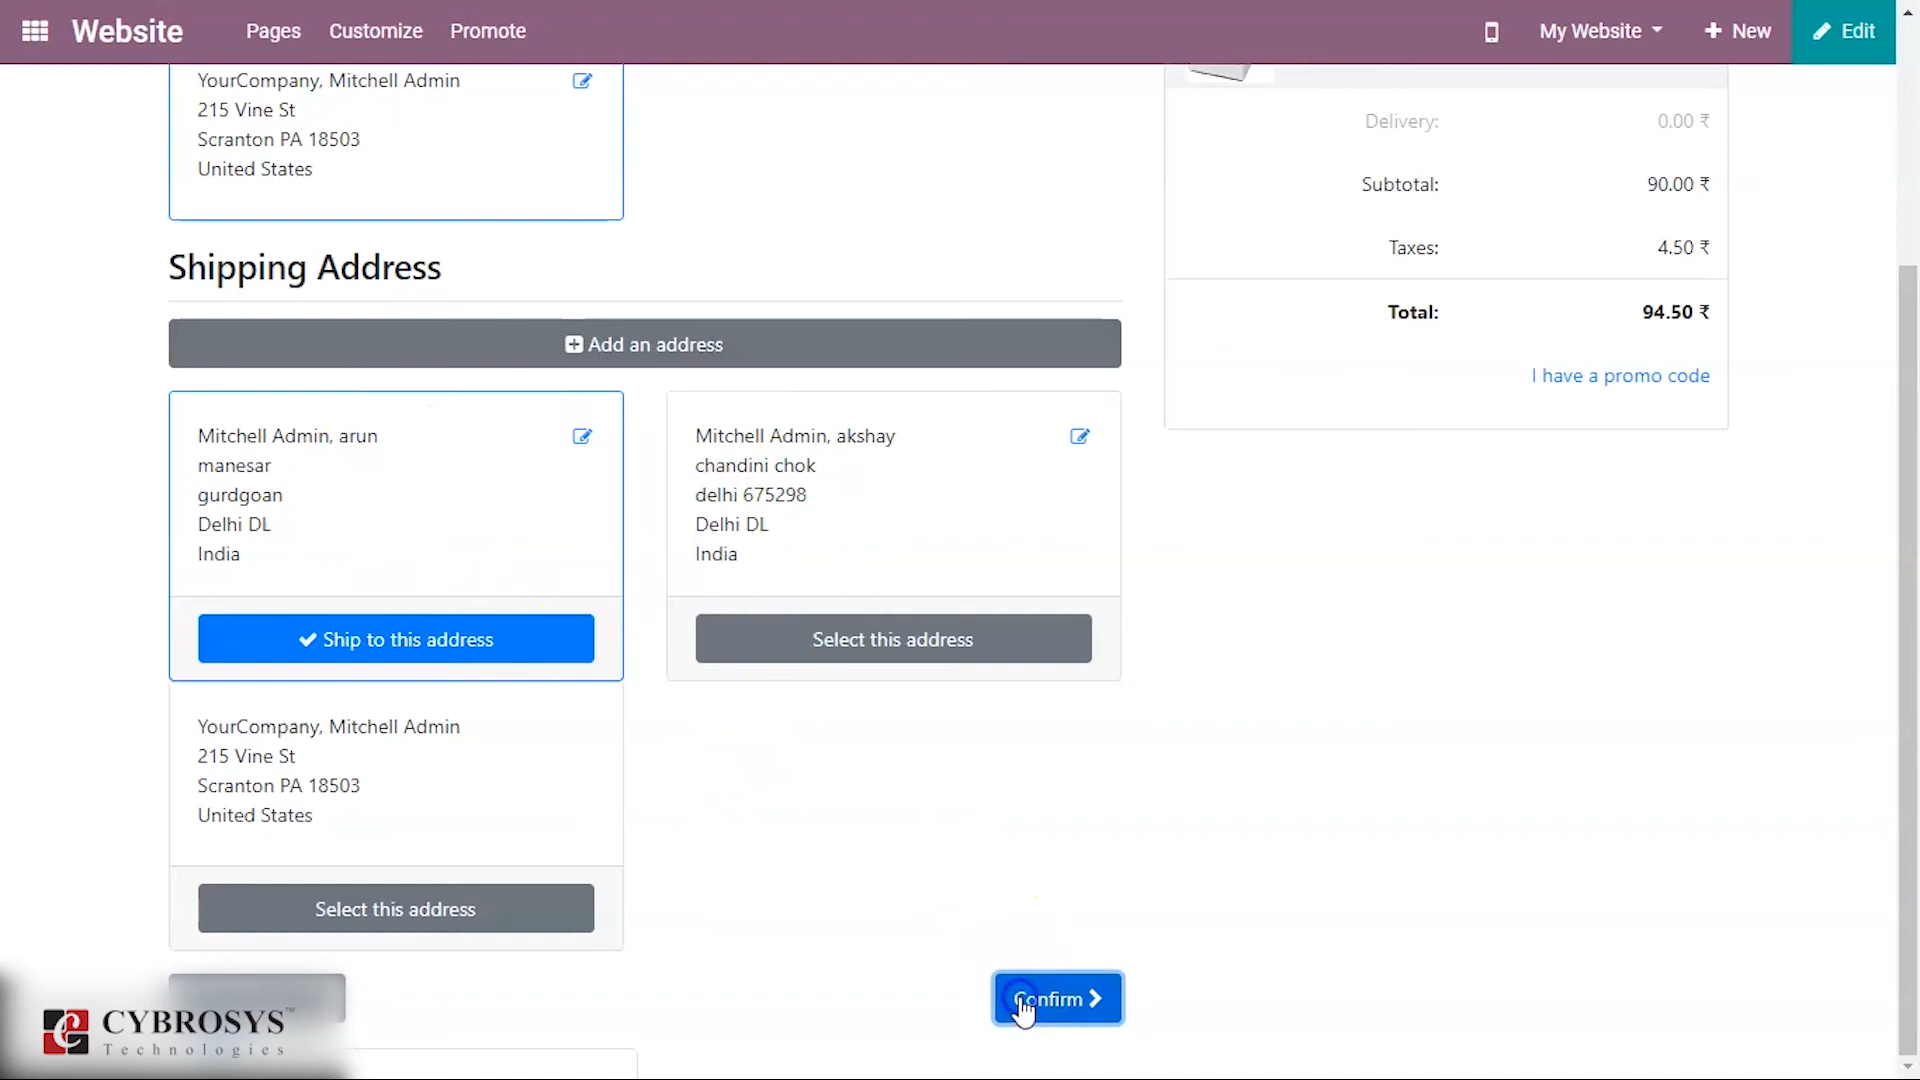 Website
Pages
Customize
Promote
My Website
New
Edit
YourCompany, Mitchell Admin
215 Vine St
Scranton PA 18503
United States
Delivery: 0.00 ₹
Subtotal: 90.00 ₹
Taxes: 4.50 ₹
Total: 94.50 ₹
I have a promo code
Shipping Address
Add an address
Mitchell Admin, arun
manesar
gurdgoan
Delhi DL
India
Ship to this address
Mitchell Admin, akshay
chandini chok
delhi 675298
Delhi DL
India
Select this address
YourCompany, Mitchell Admin
215 Vine St
Scranton PA 18503
United States
Select this address
Confirm
CYBROSYS™
Technologies